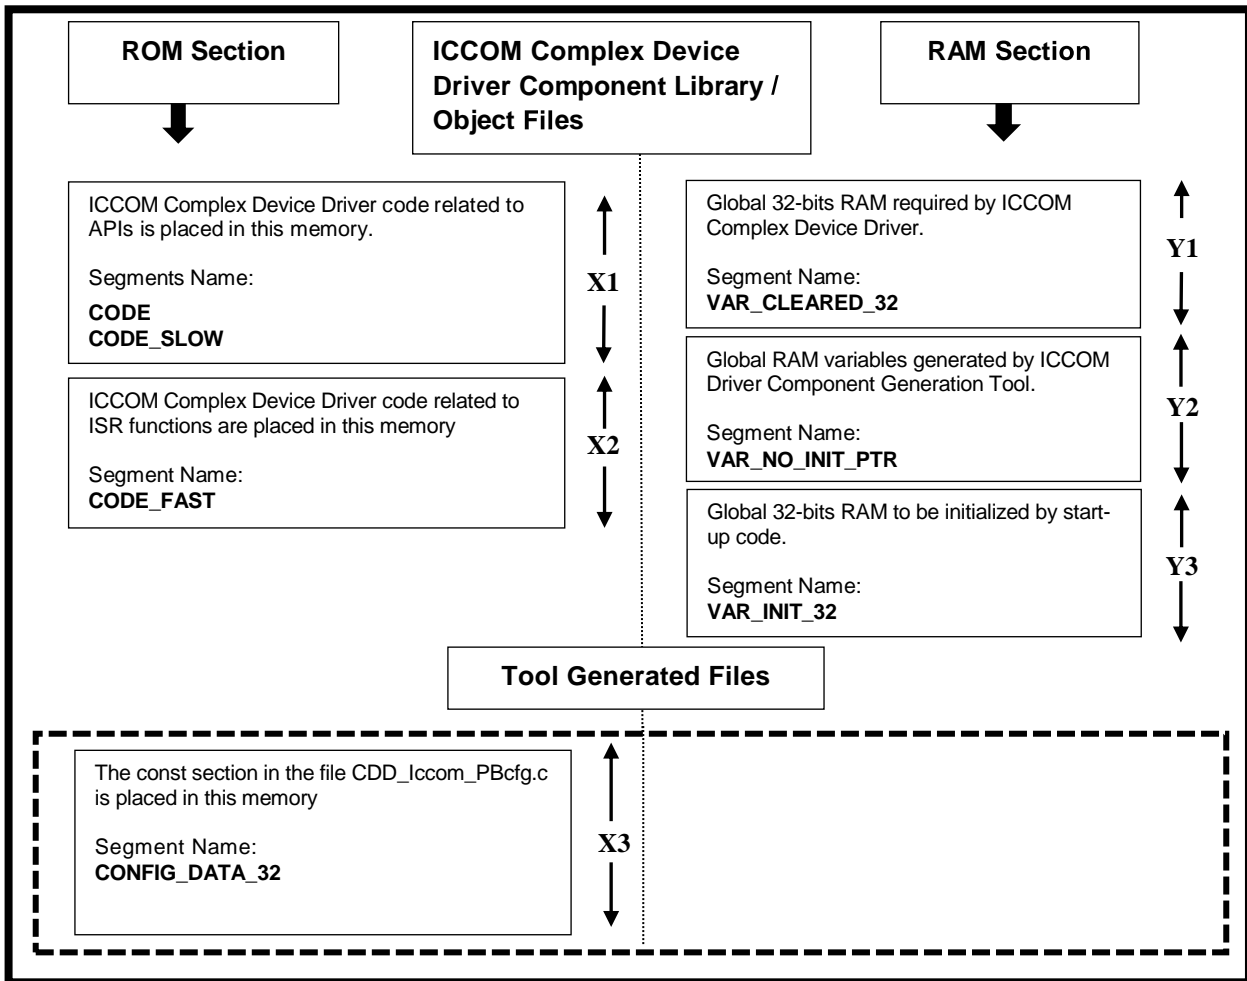 ROM Section
ICCOM Complex Device
Driver Component Library /
Object Files
RAM Section
ICCOM Complex Device Driver code related to
APIs is placed in this memory.
Segments Name:
CODE
CODE_SLOW
X1
ICCOM Complex Device Driver code related to
ISR functions are placed in this memory
Segment Name:
CODE_FAST
X2
Global 32-bits RAM required by ICCOM
Complex Device Driver.
Segment Name:
VAR_CLEARED_32
Y1
Global RAM variables generated by ICCOM
Driver Component Generation Tool.
Segment Name:
VAR_NO_INIT_PTR
Y2
Global 32-bits RAM to be initialized by start-
up code.
Segment Name:
VAR_INIT_32
Y3
Tool Generated Files
The const section in the file CDD_Iccom_PBcfg.c
is placed in this memory
Segment Name:
CONFIG_DATA_32
X3